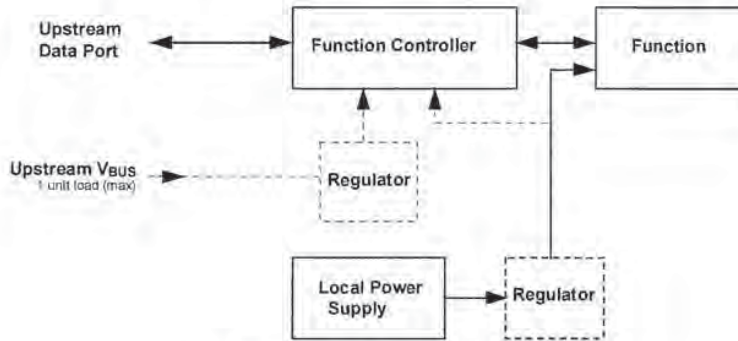 Upstream
Data Port
Function Controller
Function
Upstream VBUS
1 unit load (max)
Regulator
Local Power
Supply
Regulator